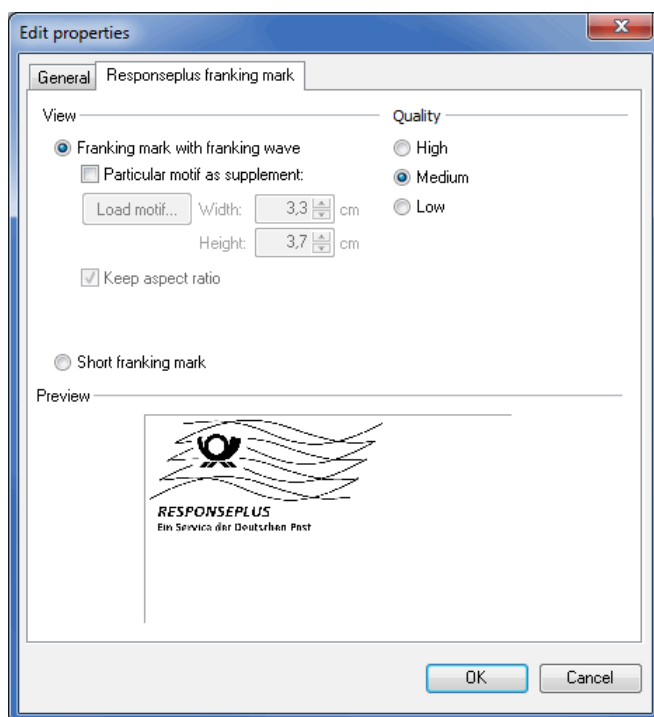 Edit properties
General Responseplus franking mark
View Quality
Franking mark with franking wave High
Particular motif as supplement: Medium
Load motif... Width: 3,3 cm Low
Height: 3,7 cm
Keep aspect ratio
Short franking mark
Preview
RESPONSEPLUS
Ein Service der Deutschen Post
OK Cancel